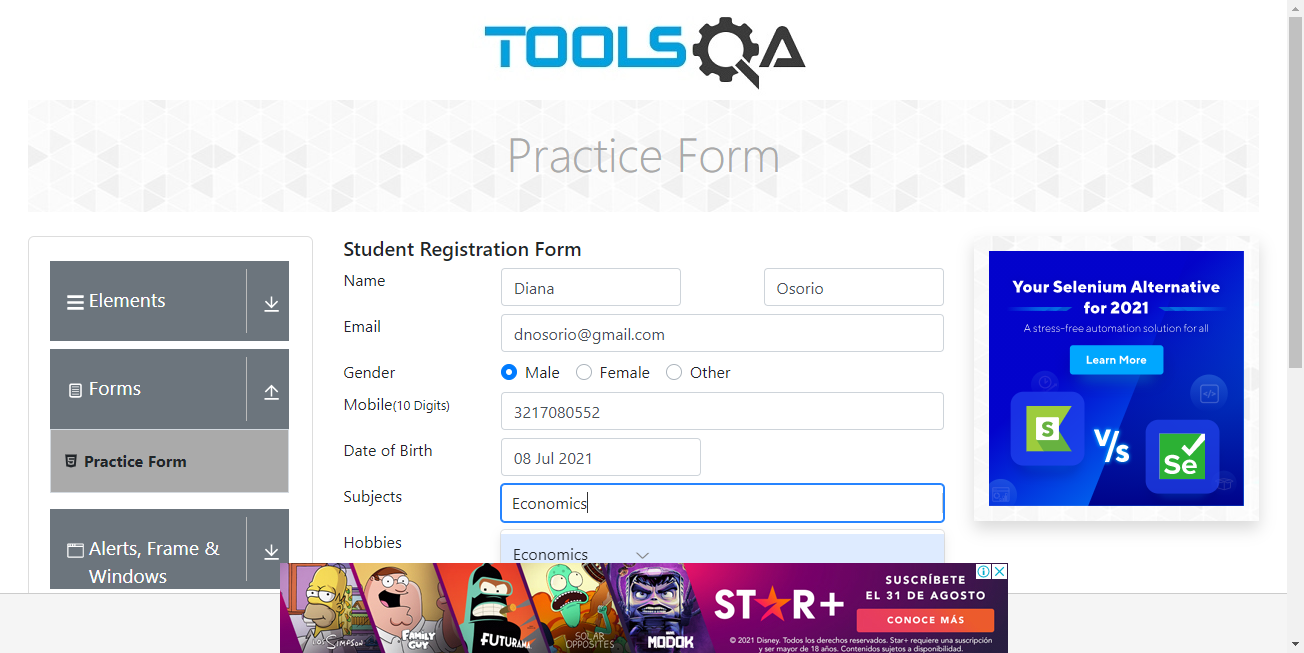 TOOLSQA
Practice Form
Elements
Forms
Practice Form
Alerts, Frame &
Windows
Student Registration Form
Name
Diana
Osorio
Email
dnosorio@gmail.com
Gender
Male
Female
Other
Mobile(10 Digits)
3217080552
Date of Birth
08 Jul 2021
Subjects
Economics
Hobbies
Economics
Your Selenium Alternative
for 2021
A stress-free automation solution for all
Learn More
S
V/s
Se
LOS SIMPSON
FAMILY
GUY
FUTURAMA
SOLAR
OPPOSITES
MODOK
STAR+
SUSCRÍBETE
EL 31 DE AGOSTO
CONOCE MÁS
© 2021 Disney. Todos los derechos reservados. Star+ requiere una suscripción
y ser mayor de 18 años. Contenidos sujetos a disponibilidad.